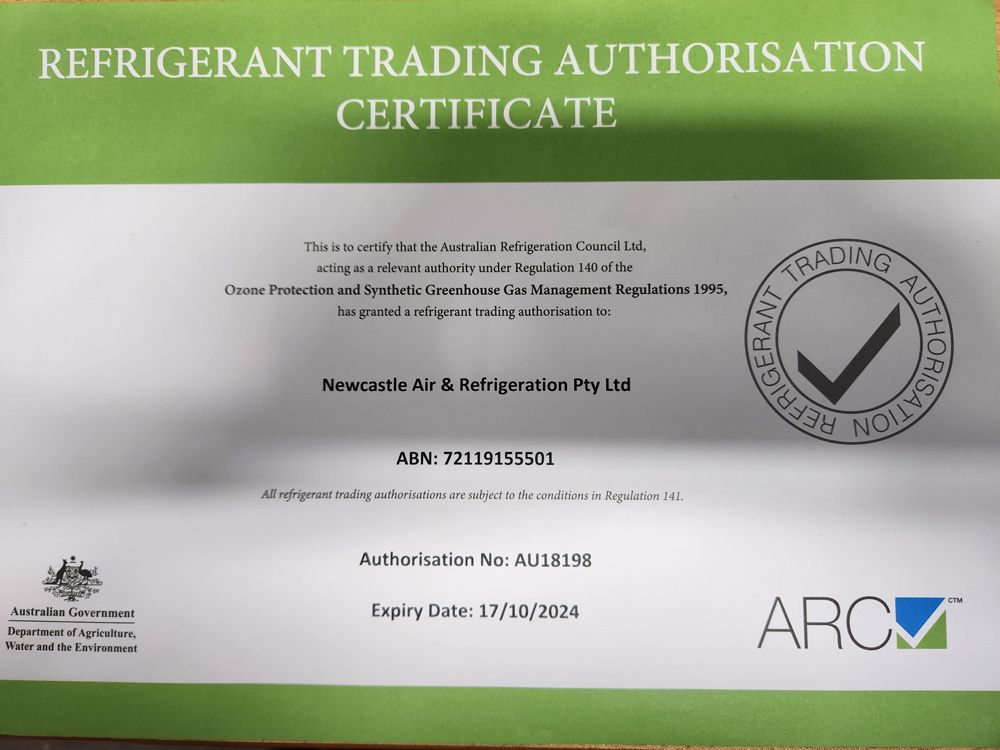 REFRIGERANT TRADING AUTHORISATION
CERTIFICATE
This is to certify that the Australian Refrigeration Council Ltd,
acting as a relevant authority under Regulation 140 of the
Ozone Protection and Synthetic Greenhouse Gas Management Regulations 1995,
has granted a refrigerant trading authorisation to:
REFRIGERANT TRADING AUTHORISATION
Newcastle Air & Refrigeration Pty Ltd
ABN: 72119155501
All refrigerant trading authorisations are subject to the conditions in Regulation 141.
Authorisation No: AU18198
Expiry Date: 17/10/2024
Australian Government
Department of Agriculture,
Water and the Environment
ARC CTM